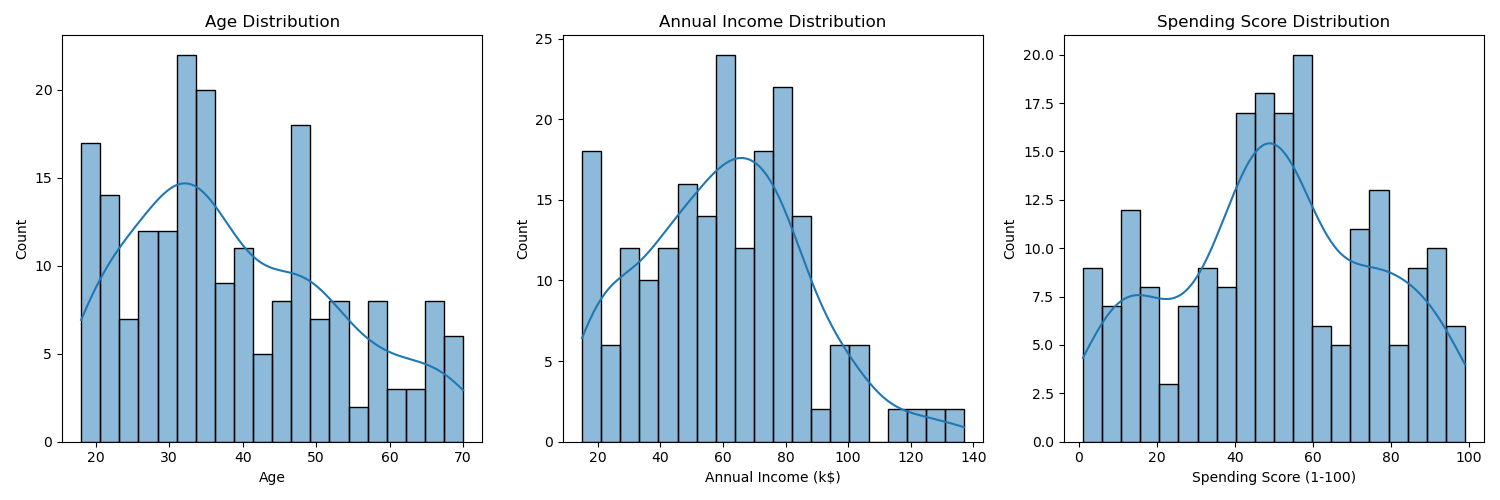 Age Distribution
Count
20
15
10
5
0
20 30 40 50 60 70
Age
Annual Income Distribution
Count
25
20
15
10
5
0
20 40 60 80 100 120 140
Annual Income (k$)
Spending Score Distribution
Count
20.0
17.5
15.0
12.5
10.0
7.5
5.0
2.5
0.0
0 20 40 60 80 100
Spending Score (1-100)